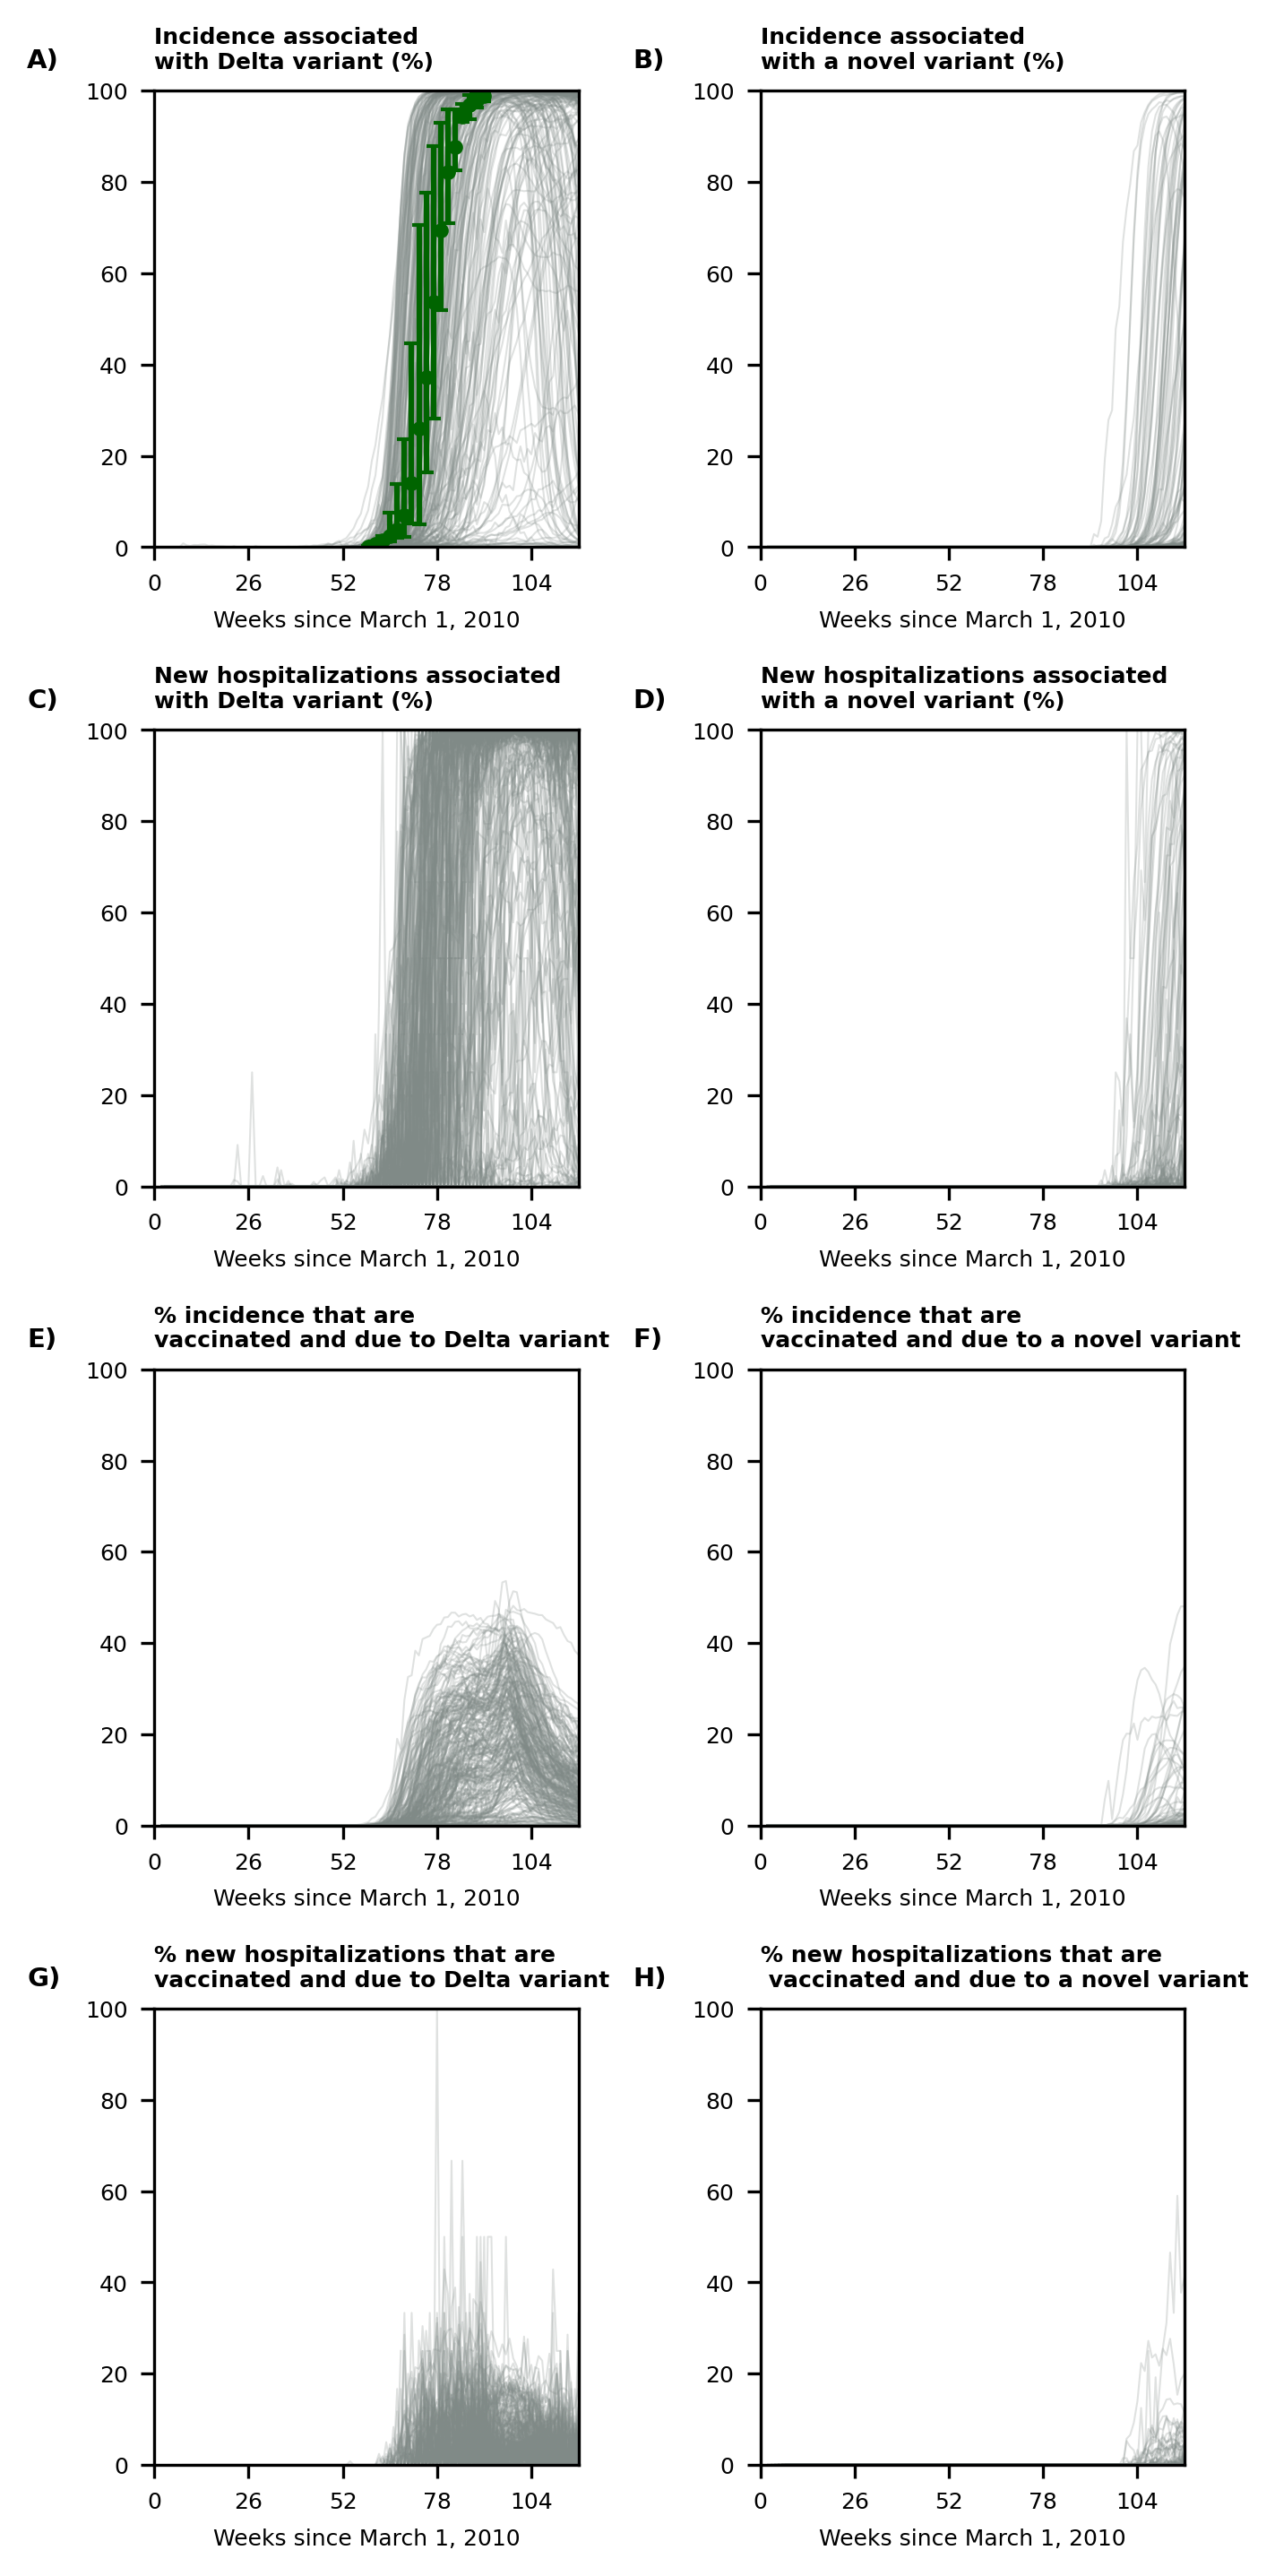 A)
Incidence associated
with Delta variant (%)
100
80
60
40
20
0
0 26 52 78 104
Weeks since March 1, 2010
B)
Incidence associated
with a novel variant (%)
100
80
60
40
20
0
0 26 52 78 104
Weeks since March 1, 2010
C)
New hospitalizations associated
with Delta variant (%)
100
80
60
40
20
0
0 26 52 78 104
Weeks since March 1, 2010
D)
New hospitalizations associated
with a novel variant (%)
100
80
60
40
20
0
0 26 52 78 104
Weeks since March 1, 2010
E)
% incidence that are
vaccinated and due to Delta variant
100
80
60
40
20
0
0 26 52 78 104
Weeks since March 1, 2010
F)
% incidence that are
vaccinated and due to a novel variant
100
80
60
40
20
0
0 26 52 78 104
Weeks since March 1, 2010
G)
% new hospitalizations that are
vaccinated and due to Delta variant
100
80
60
40
20
0
0 26 52 78 104
Weeks since March 1, 2010
H)
% new hospitalizations that are
vaccinated and due to a novel variant
100
80
60
40
20
0
0 26 52 78 104
Weeks since March 1, 2010